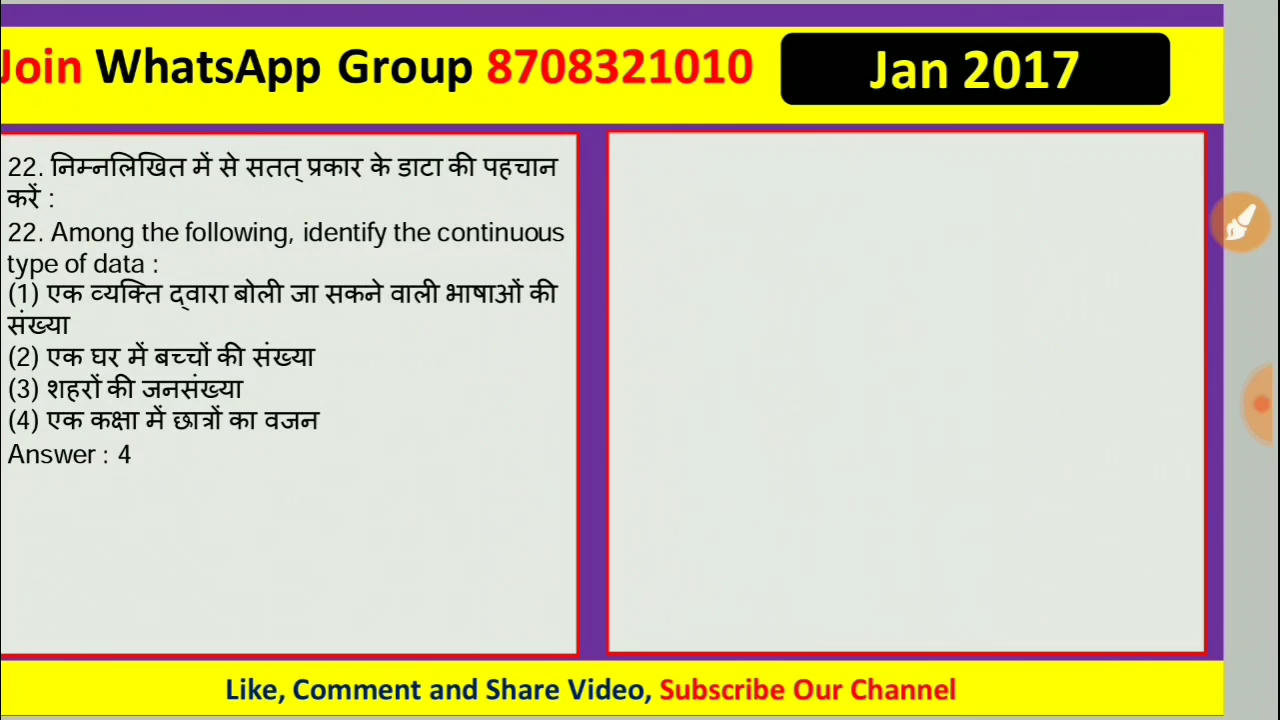 Join WhatsApp Group 8708321010
Jan 2017
22. निम्नलिखित में से सतत् प्रकार के डाटा की पहचान
करें :
22. Among the following, identify the continuous
type of data :
(1) एक व्यक्ति द्वारा बोली जा सकने वाली भाषाओं की
संख्या
(2) एक घर में बच्चों की संख्या
(3) शहरों की जनसंख्या
(4) एक कक्षा में छात्रों का वजन
Answer : 4
Like, Comment and Share Video, Subscribe Our Channel